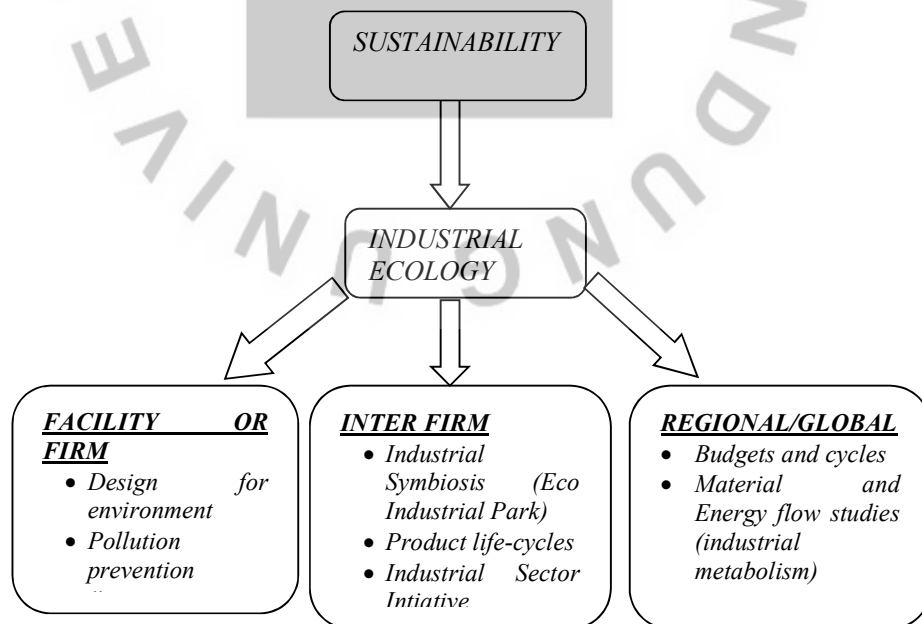 SUSTAINABILITY
INDUSTRIAL
ECOLOGY
FACILITY OR
FIRM
• Design for
environment
• Pollution
prevention
INTER FIRM
• Industrial
Symbiosis (Eco
Industrial Park)
• Product life-cycles
• Industrial Sector
Intiative
REGIONAL/GLOBAL
• Budgets and cycles
• Material and
Energy flow studies
(industrial
metabolism)